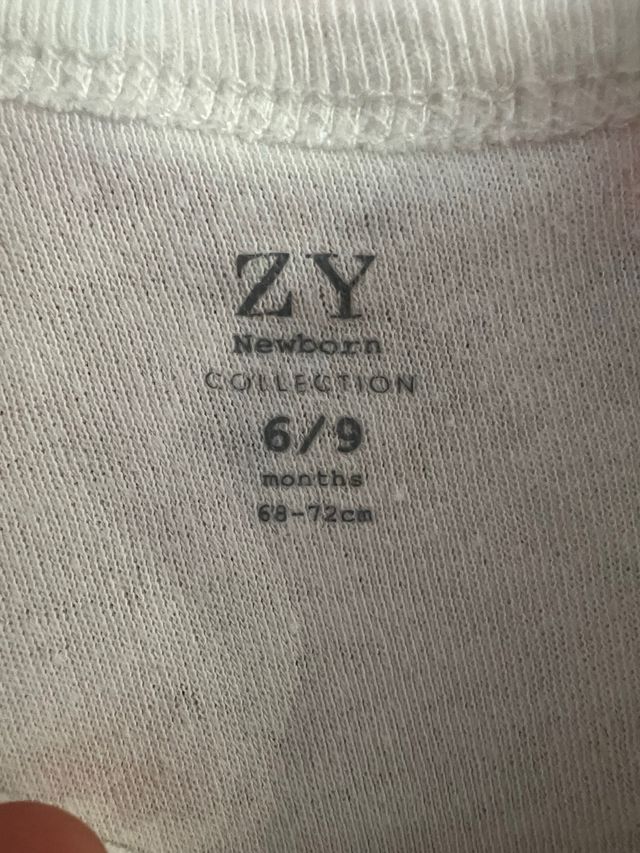 ZY
Newborn
COLLECTION
6/9
months
68-72cm